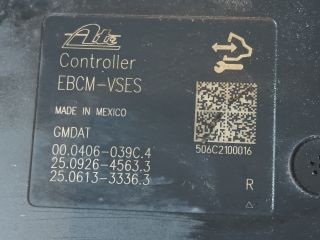 Ate
Controller
EBCM-VSES
MADE IN MEXICO
GMDAT
506C2100016
00.0406-039C.4
25.0926-4563.3
25.0613-3336.3
R